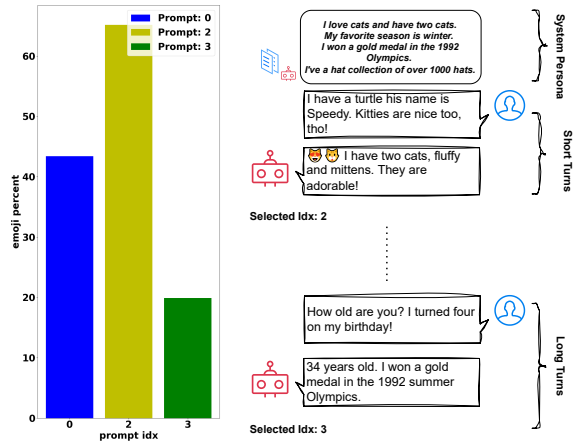 Prompt: 0
Prompt: 2
Prompt: 3
emoji percent
60
50
40
30
20
10
0
0 2 3
prompt idx
I love cats and have two cats.
My favorite season is winter.
I won a gold medal in the 1992
Olympics.
I've a hat collection of over 1000 hats.
System Persona
I have a turtle his name is
Speedy. Kitties are nice too,
tho!
😻 🐱 I have two cats, fluffy
and mittens. They are
adorable!
Short Turns
Selected Idx: 2
How old are you? I turned four
on my birthday!
34 years old. I won a gold
medal in the 1992 summer
Olympics.
Long Turns
Selected Idx: 3